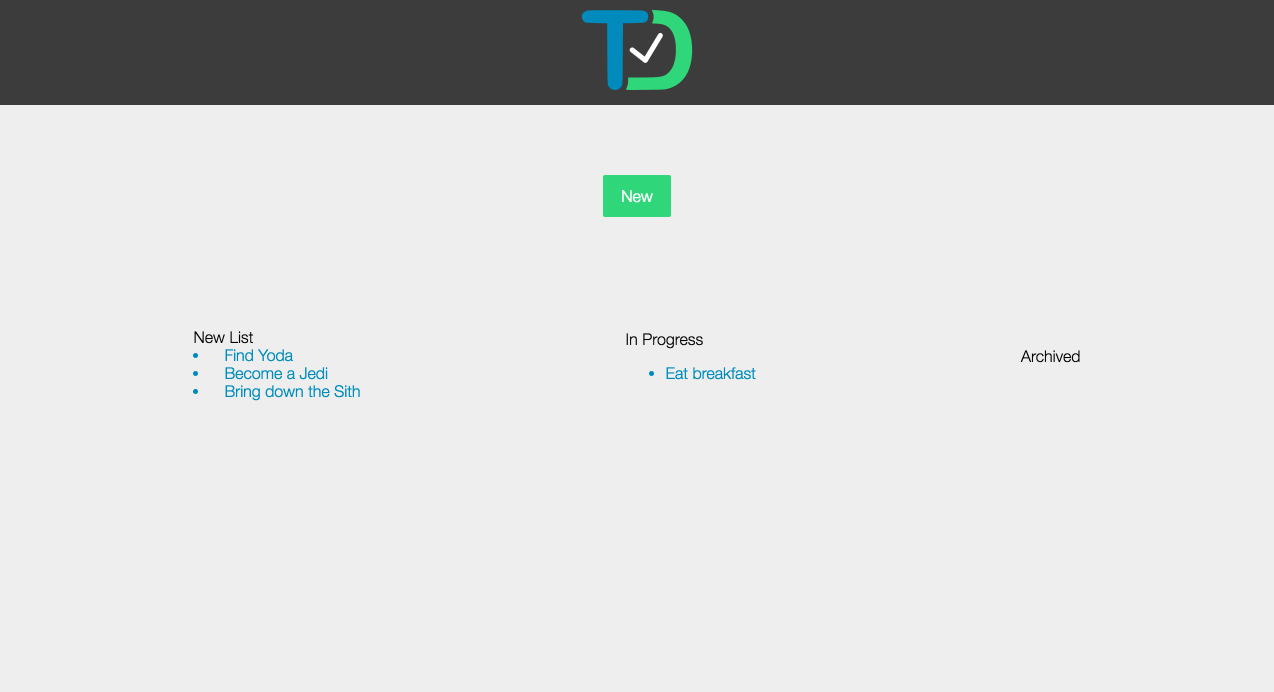 TD
New
New List
Find Yoda
Become a Jedi
Bring down the Sith
In Progress
Eat breakfast
Archived